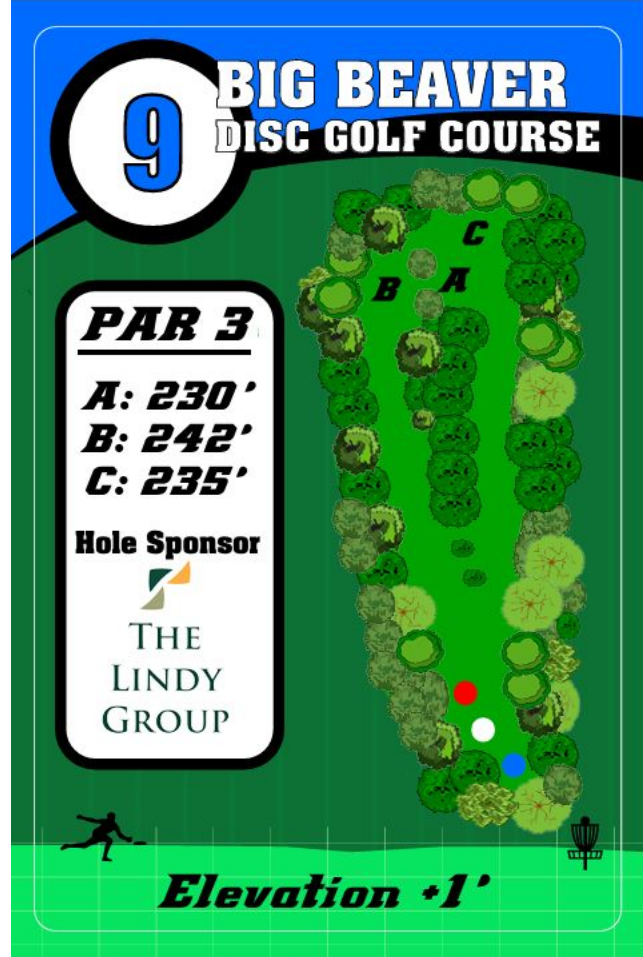 9
BIG BEAVER
DISC GOLF COURSE
C
B
A
PAR 3
A: 230'
B: 242'
C: 235'
Hole Sponsor
THE
LINDY
GROUP
Elevation +1'